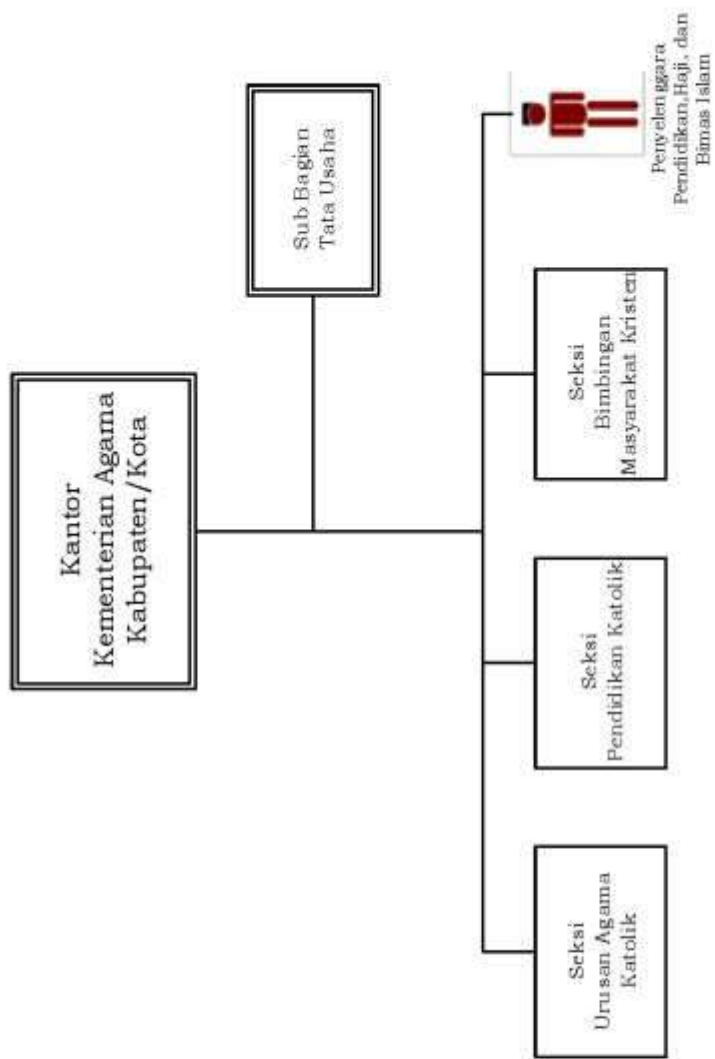 Kantor
Kementerian Agama
Kabupaten/Kota
Sub Bagian
Tata Usaha
Seksi
Urusan Agama
Katolik
Seksi
Pendidikan Katolik
Seksi
Bimbingan
Masyarakat Kristen
Penyelenggara
Pendidikan,Haji, dan
Bimas Islam